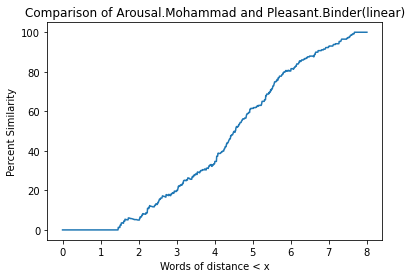 Comparison of Arousal.Mohammad and Pleasant.Binder(linear)
100
80
60
40
20
0
Percent Similarity
0 1 2 3 4 5 6 7 8
Words of distance < x